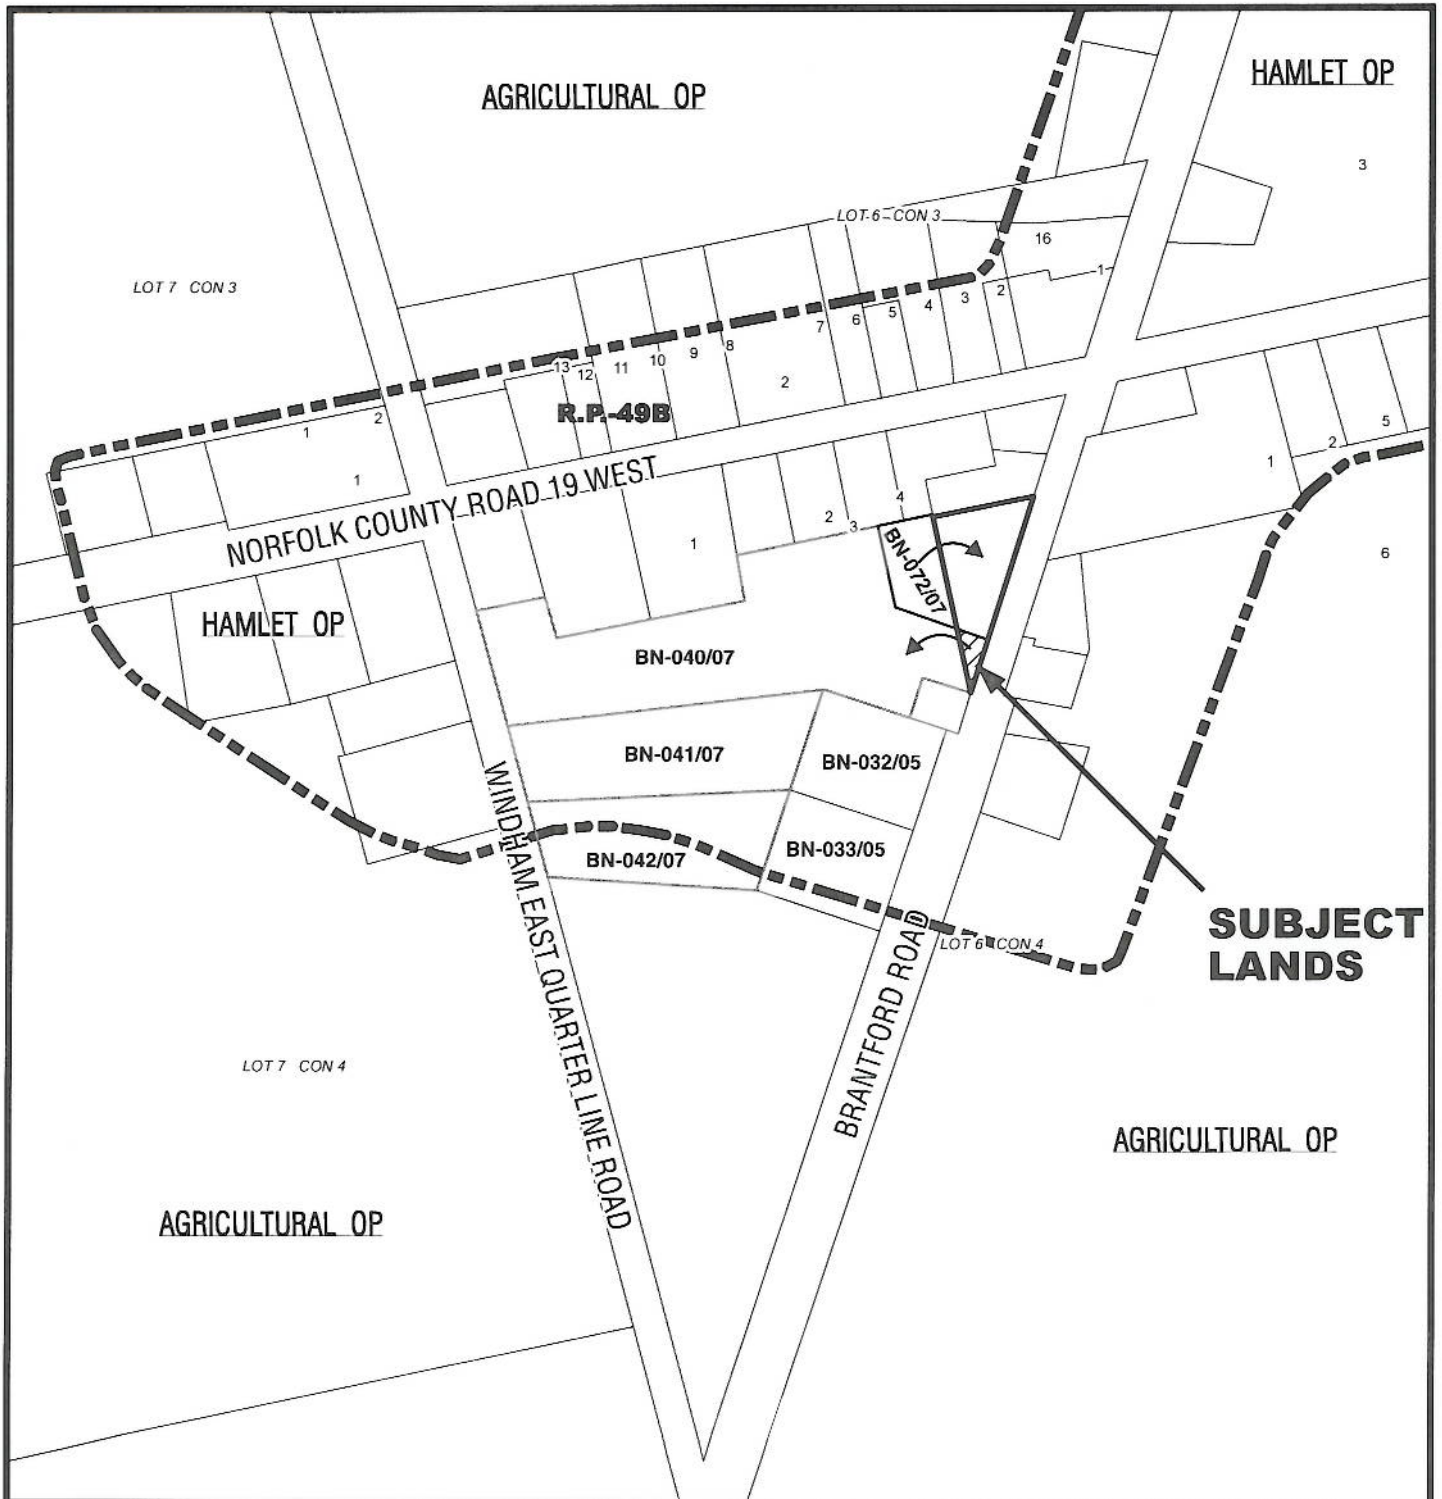 HAMLET OP
AGRICULTURAL OP
3
LOT 6 - CON 3
16
LOT 7 CON 3
1
2
3
4
5
6
7
8
9
10
11
12
13
2
1
2
1
R.P.-49B
NORFOLK COUNTY ROAD 19 WEST
1
2
3
4
1
2
5
6
BN-072/07
HAMLET OP
BN-040/07
BN-041/07
BN-032/05
BN-042/07
BN-033/05
WINDHAM EAST QUARTER LINE ROAD
BRANTFORD ROAD
LOT 6 CON 4
SUBJECT
LANDS
LOT 7 CON 4
AGRICULTURAL OP
AGRICULTURAL OP